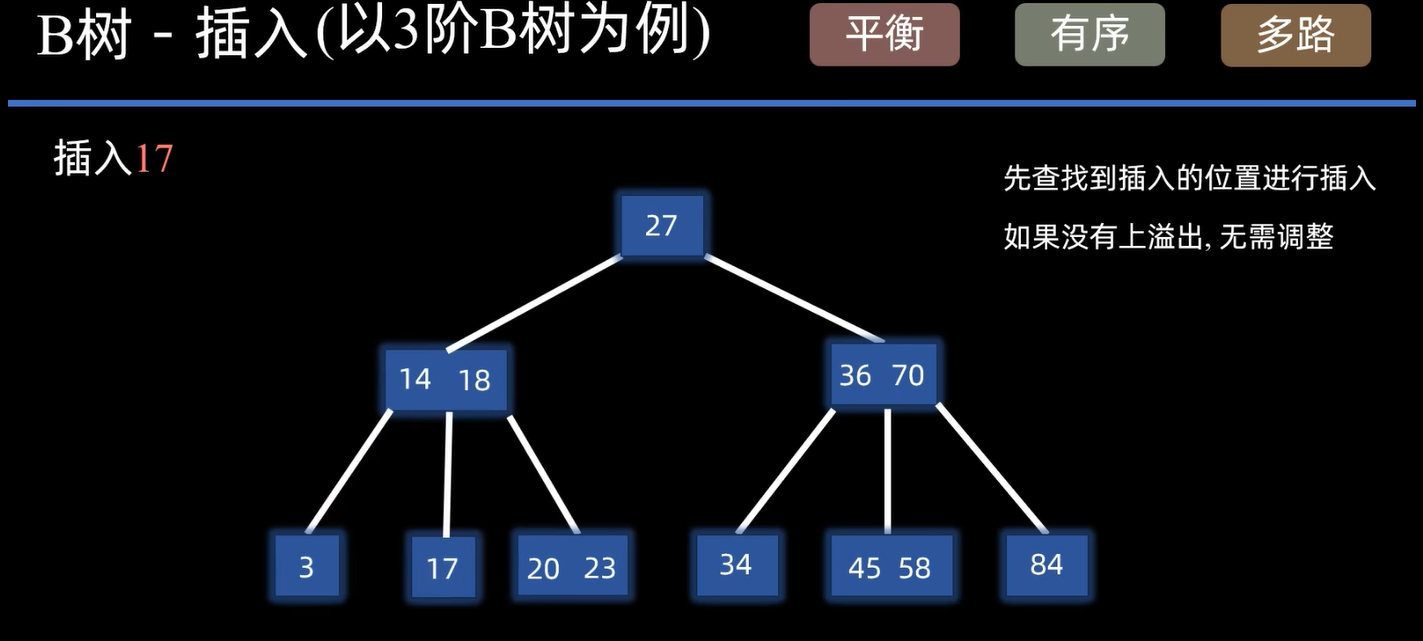 B树 - 插入(以3阶B树为例)
平衡 有序 多路
插入17
先查找到插入的位置进行插入
如果没有上溢出, 无需调整
27
14 18
36 70
3
17
20 23
34
45 58
84